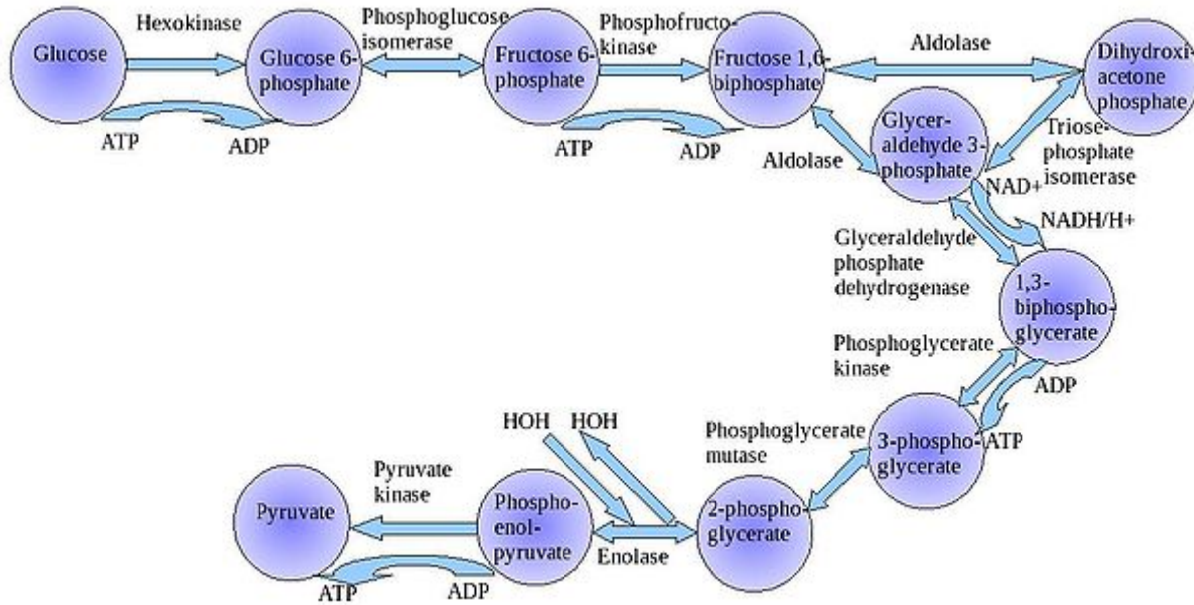 Glucose
Hexokinase
ATP
ADP
Glucose 6-
phosphate
Phosphoglucose
isomerase
Fructose 6-
phosphate
Phosphofructo-
kinase
ATP
ADP
Fructose 1,6-
biphosphate
Aldolase
Dihydroxi-
acetone
phosphate
Aldolase
Glycer-
aldehyde 3-
phosphate
Triose-
phosphate
isomerase
NAD+
NADH/H+
Glyceraldehyde
phosphate
dehydrogenase
1,3-
biphospho-
glycerate
Phosphoglycerate
kinase
ADP
ATP
3-phospho-
glycerate
Phosphoglycerate
mutase
2-phospho-
glycerate
HOH
HOH
Enolase
Phospho-
enol-
pyruvate
Pyruvate
kinase
ADP
ATP
Pyruvate